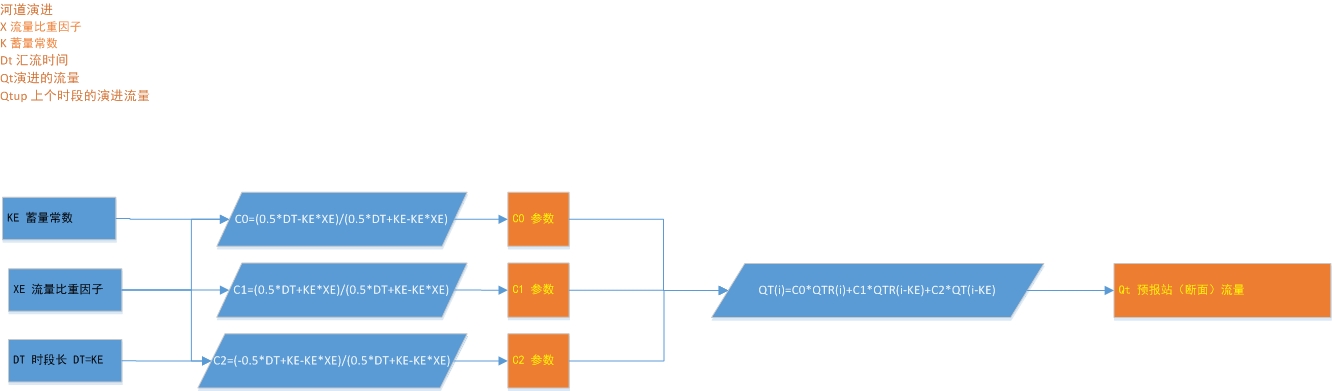 河道演进
X 流量比重因子
K 蓄量常数
Dt 汇流时间
Qt演进的流量
Qtup 上个时段的演进流量
KE 蓄量常数
C0=(0.5*DT-KE*XE)/(0.5*DT+KE-KE*XE)
C0 参数
XE 流量比重因子
C1=(0.5*DT+KE*XE)/(0.5*DT+KE-KE*XE)
C1 参数
QT(i)=C0*QTR(i)+C1*QTR(i-KE)+C2*QT(i-KE)
Qt 预报站（断面）流量
DT 时段长 DT=KE
C2=(-0.5*DT+KE-KE*XE)/(0.5*DT+KE-KE*XE)
C2 参数